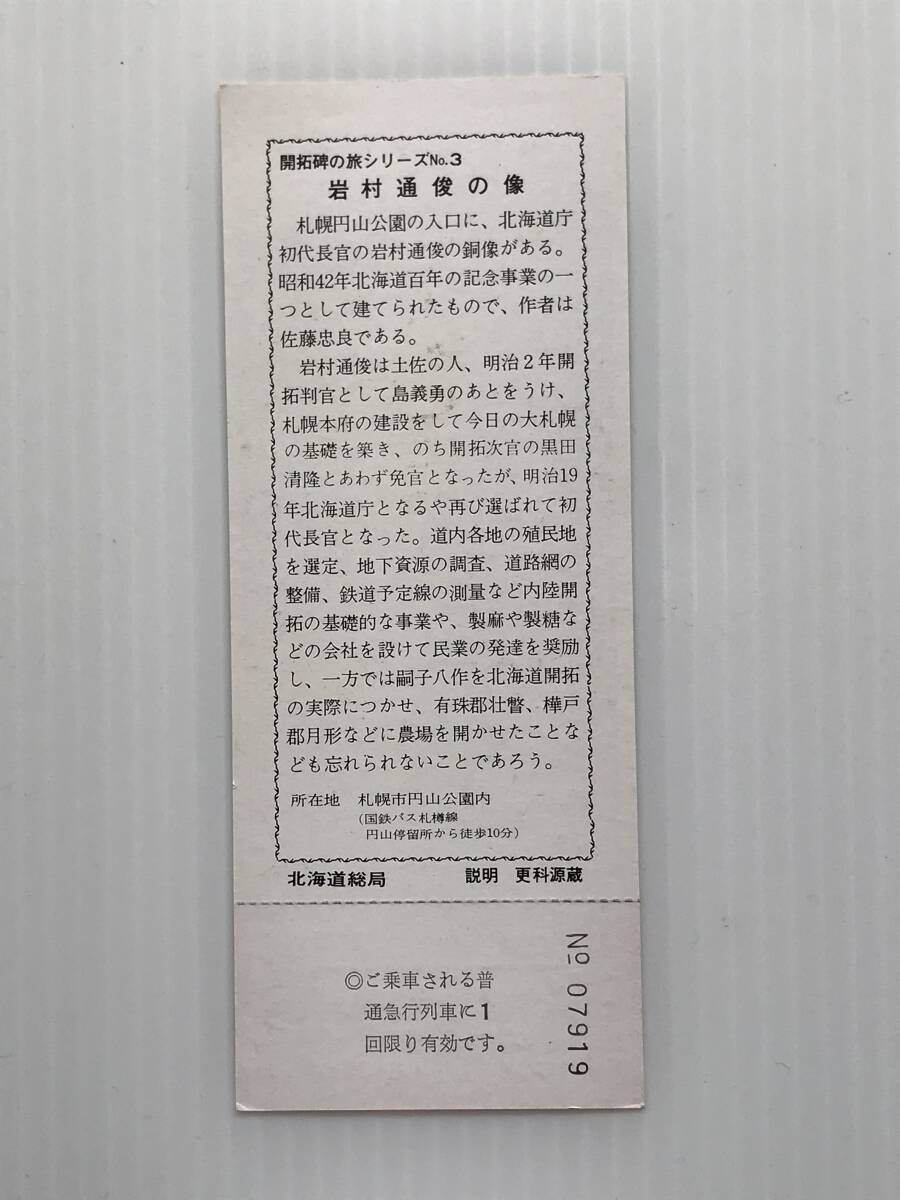 開拓碑の旅シリーズNo.3
岩村通俊の像
札幌円山公園の入口に、北海道庁
初代長官の岩村通俊の銅像がある。
昭和42年北海道百年の記念事業の一
つとして建てられたもので、作者は
佐藤忠良である。
岩村通俊は土佐の人、明治2年開
拓判官として島義勇のあとをうけ、
札幌本府の建設をして今日の大札幌
の基礎を築き、のち開拓次官の黒田
清隆とあわず免官となったが、明治19
年北海道庁となるや再び選ばれて初
代長官となった。道内各地の殖民地
を選定、地下資源の調査、道路網の
整備、鉄道予定線の測量など内陸開
拓の基礎的な事業や、製麻や製糖な
どの会社を設けて民業の発達を奨励
し、一方では嗣子八作を北海道開拓
の実際につかせ、有珠郡壮瞥、樺戸
郡月形などに農場を開かせたことな
ども忘れられないことであろう。
所在地 札幌市円山公園内
(国鉄バス札樽線
円山停留所から徒歩10分)
北海道総局 説明 更科源蔵
◎ご乗車される普
通急行列車に1
回限り有効です。
No 07919